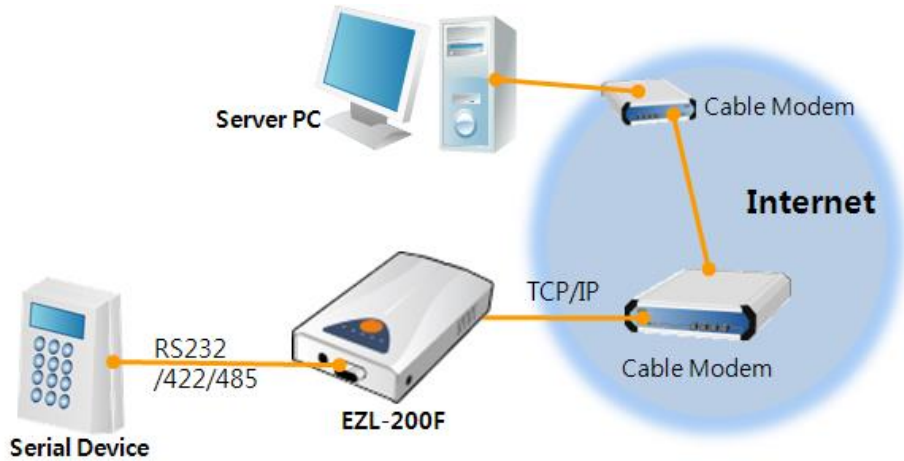 Cable Modem
Server PC
Internet
TCP/IP
RS232
/422/485
Cable Modem
EZL-200F
Serial Device